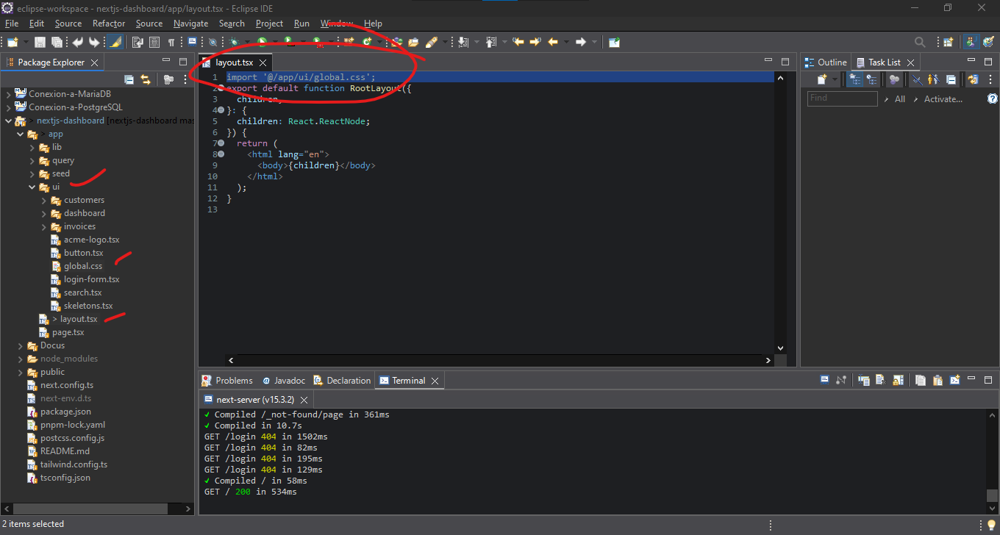 eclipse-workspace - nextjs-dashboard/app/layout.tsx - Eclipse IDE
File Edit Source Refactor Source Navigate Search Project Run Window Help
Package Explorer
layout.tsx
Outline
Task List
Conexion-a-MariaDB
Conexion-a-PostgreSQL
> nextjs-dashboard [nextjs-dashboard mas
> app
lib
query
seed
ui
customers
dashboard
invoices
acme-logo.tsx
button.tsx
global.css
login-form.tsx
search.tsx
skeletons.tsx
> layout.tsx
page.tsx
Docus
node_modules
public
next.config.ts
next-env.d.ts
package.json
pnpm-lock.yaml
postcss.config.js
README.md
tailwind.config.ts
tsconfig.json
1 import '@/app/ui/global.css';
2 export default function RootLayout({
3 children,
4 }: {
5 children: React.ReactNode;
6 }) {
7 return (
8 <html lang="en">
9 <body>{children}</body>
10 </html>
11 );
12 }
13
Find
All
Activate...
Problems
Javadoc
Declaration
Terminal
next-server (v15.3.2)
✓ Compiled /_not-found/page in 361ms
✓ Compiled in 10.7s
GET /login 404 in 1502ms
GET /login 404 in 82ms
GET /login 404 in 195ms
GET /login 404 in 129ms
✓ Compiled / in 58ms
GET / 200 in 534ms
2 items selected